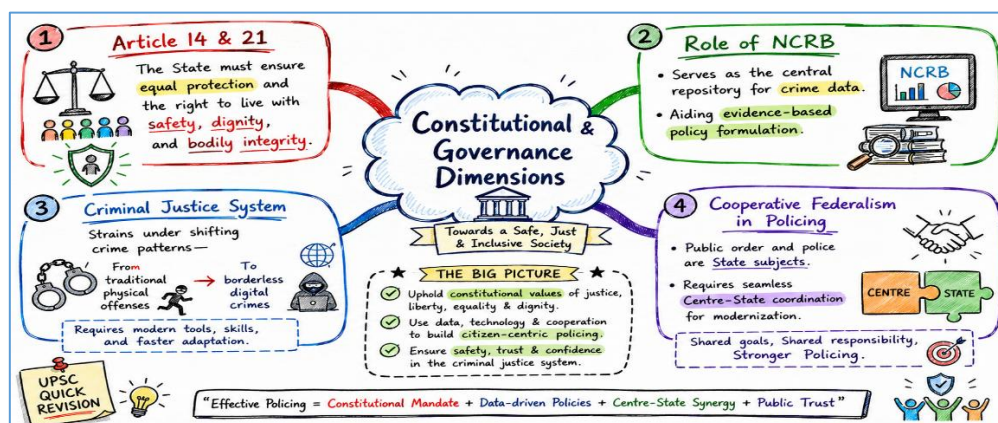 1
Article 14 & 21
The State must ensure
equal protection and
the right to live with
safety, dignity,
and bodily integrity.
Constitutional &
Governance
Dimensions
Towards a Safe, Just
& Inclusive Society
2
Role of NCRB
• Serves as the central
repository for crime data.
• Aiding evidence-based
policy formulation.
NCRB
3
Criminal Justice System
Strains under shifting
crime patterns—
From
traditional
physical
offenses
→
To
borderless
digital
crimes
Requires modern tools, skills,
and faster adaptation.
4
Cooperative Federalism
in Policing
• Public order and police
are State subjects.
• Requires seamless
Centre-State coordination
for modernization.
CENTRE
STATE
Shared goals, Shared responsibility,
Stronger Policing.
THE BIG PICTURE
Uphold constitutional values of justice,
liberty, equality & dignity.
Use data, technology & cooperation
to build citizen-centric policing.
Ensure safety, trust & confidence
in the criminal justice system.
UPSC
QUICK
REVISION
"Effective Policing = Constitutional Mandate + Data-driven Policies + Centre-State Synergy + Public Trust"